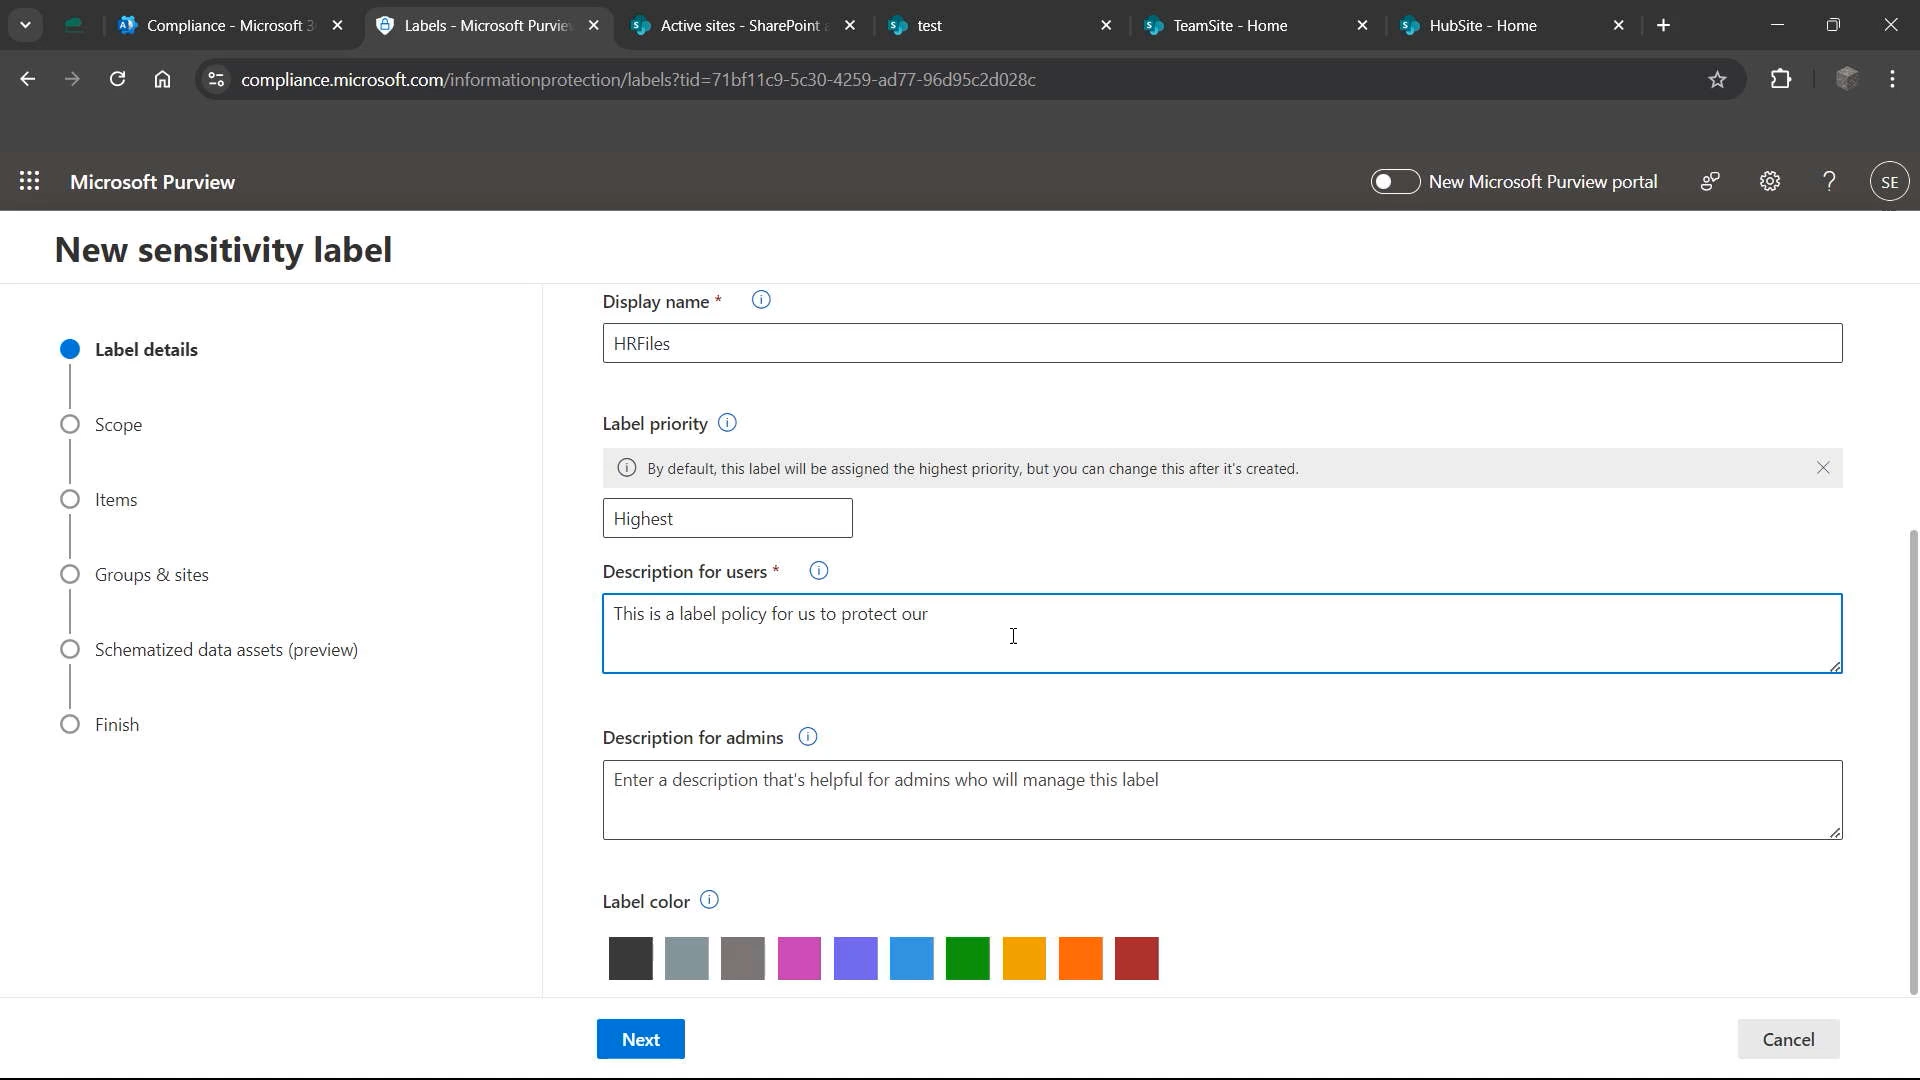 Compliance - Microsoft 3
Labels - Microsoft Purvie
Active sites - SharePoint
test
TeamSite - Home
HubSite - Home
compliance.microsoft.com/informationprotection/labels?tid=71bf11c9-5c30-4259-ad77-96d95c2d028c
Microsoft Purview
New Microsoft Purview portal
SE
New sensitivity label
Label details
Scope
Items
Groups & sites
Schematized data assets (preview)
Finish
Display name *
HRFiles
Label priority
By default, this label will be assigned the highest priority, but you can change this after it's created.
Highest
Description for users *
This is a label policy for us to protect our
Description for admins
Enter a description that's helpful for admins who will manage this label
Label color
Next
Cancel